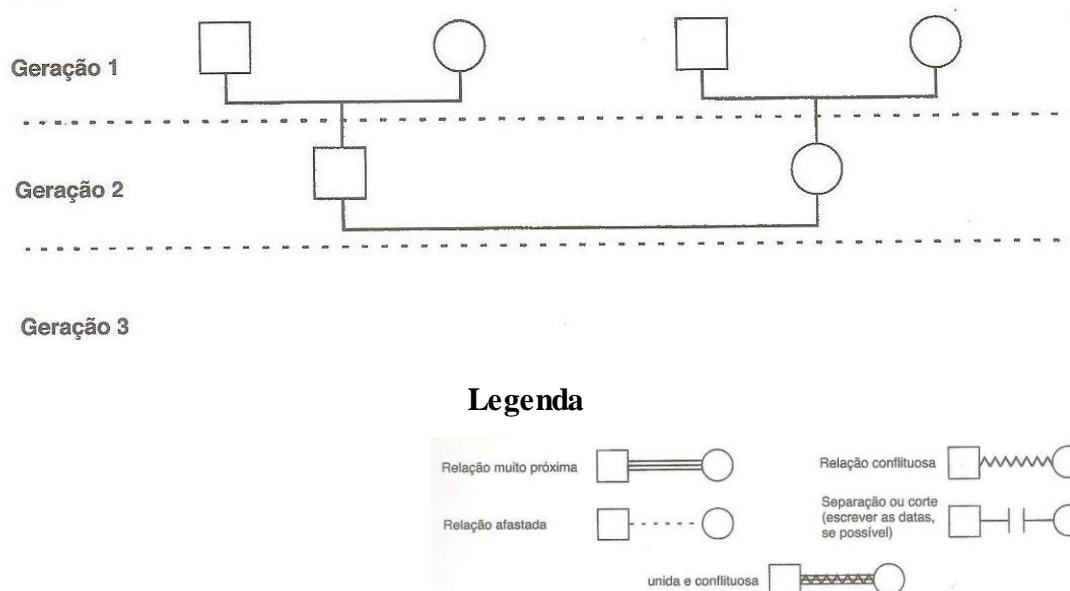 Geração 1
Geração 2
Geração 3
Legenda
Relação muito próxima
Relação conflituosa
Relação afastada
Separação ou corte
(escrever as datas,
se possível)
unida e conflituosa